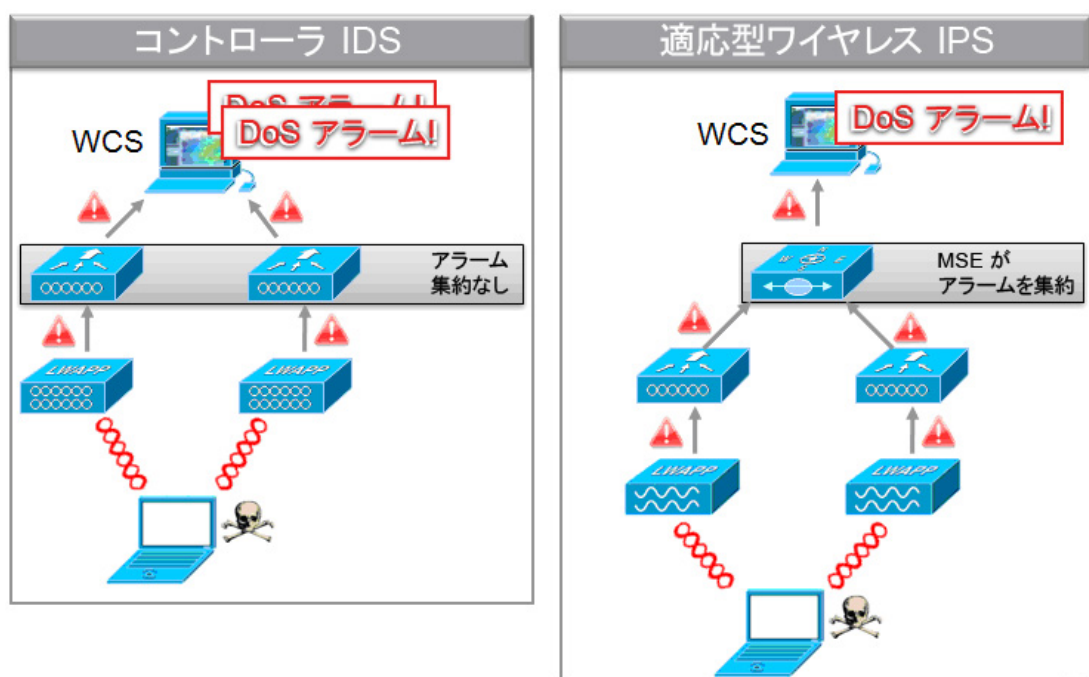 コントローラ IDS
DoS アラーム!
DoS アラーム!
WCS
アラーム
集約なし
LWAPP
LWAPP
適応型ワイヤレス IPS
DoS アラーム!
WCS
N
W
E
S
MSE が
アラームを集約
LWAPP
LWAPP